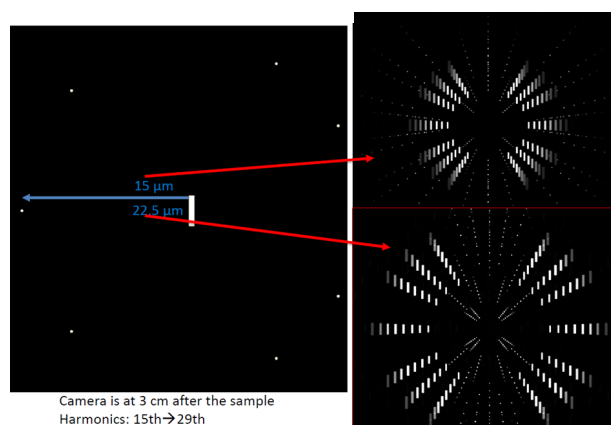 15 µm
22.5 µm
Camera is at 3 cm after the sample
Harmonics: 15th→29th